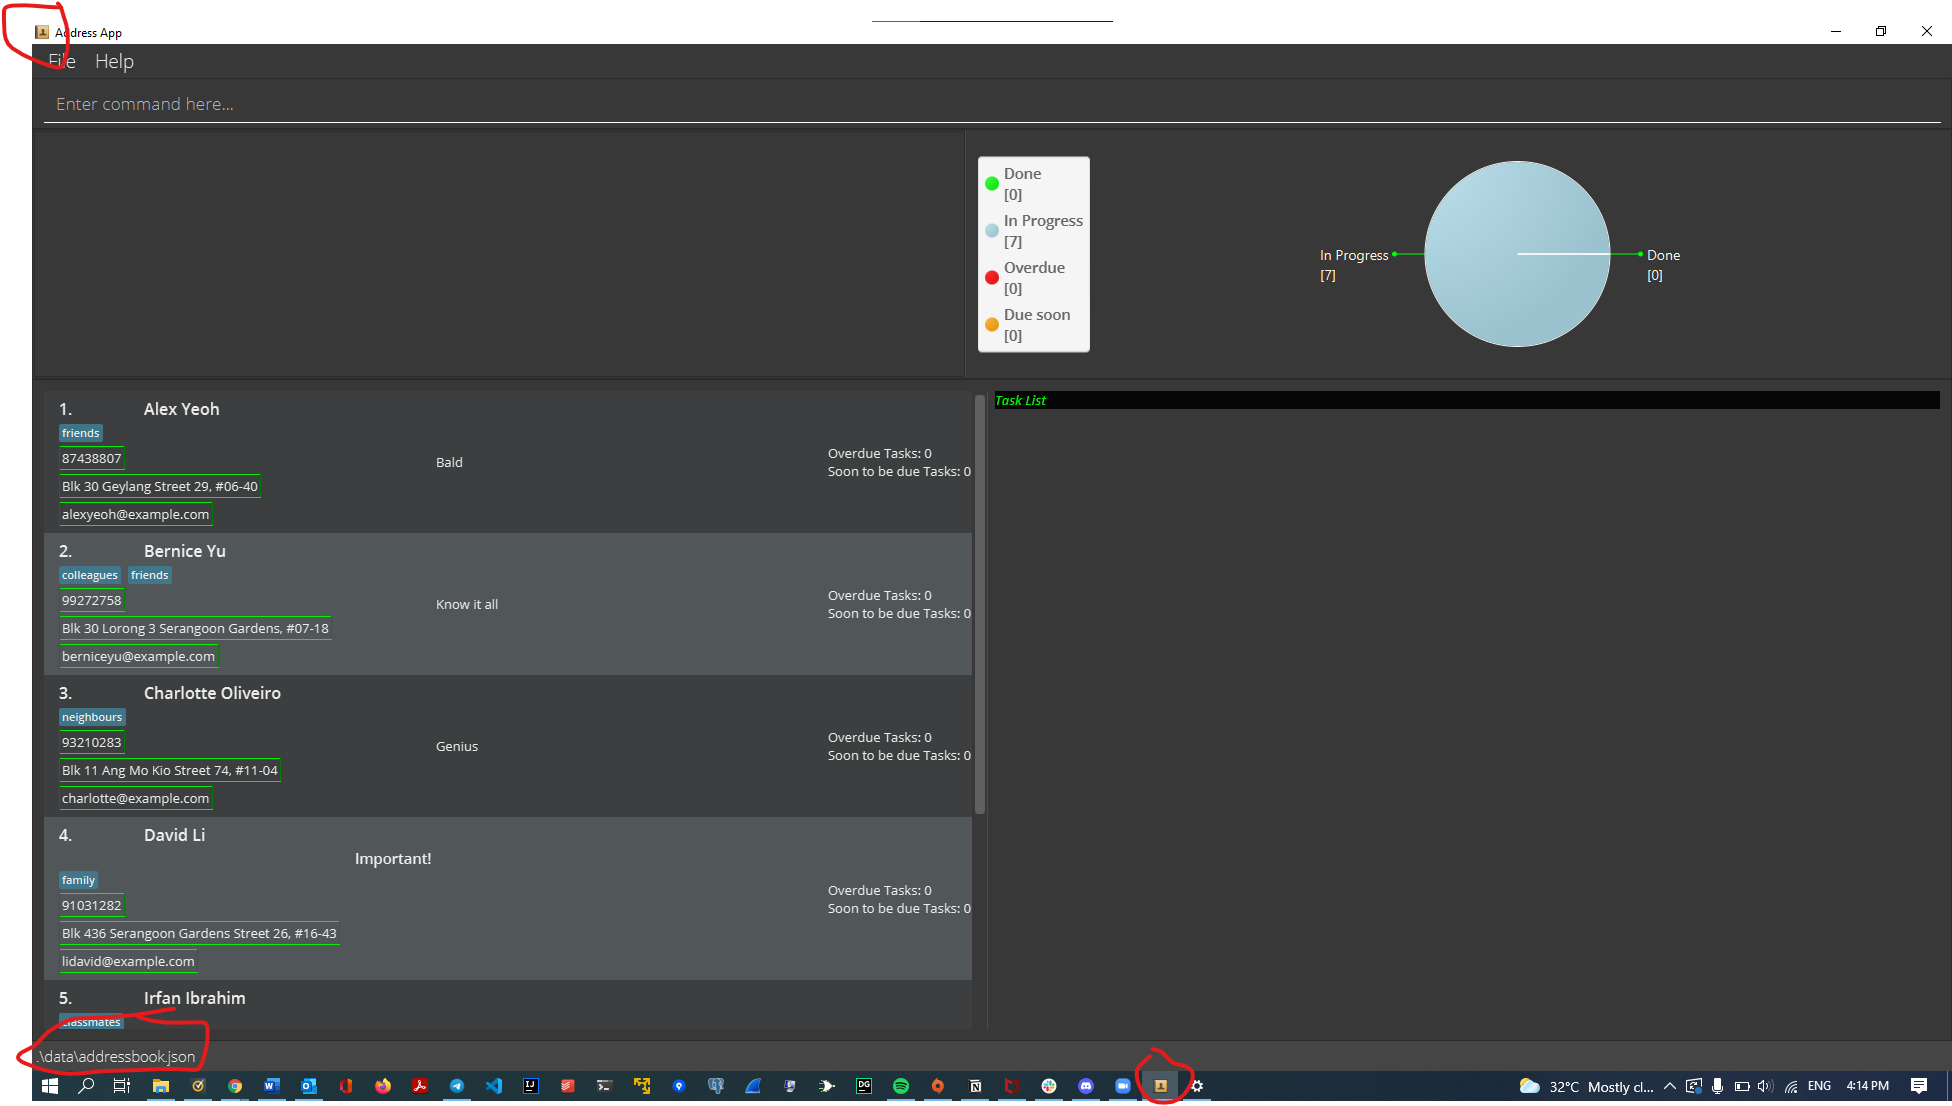 Address App
File Help
Enter command here...
Done
[0]
In Progress
[7]
Overdue
[0]
Due soon
[0]
In Progress
[7]
Done
[0]
1. Alex Yeoh
friends
87438807
Blk 30 Geylang Street 29, #06-40
alexyeoh@example.com
Bald
Overdue Tasks: 0
Soon to be due Tasks: 0
2. Bernice Yu
colleagues friends
99272758
Blk 30 Lorong 3 Serangoon Gardens, #07-18
berniceyu@example.com
Know it all
Overdue Tasks: 0
Soon to be due Tasks: 0
3. Charlotte Oliveiro
neighbours
93210283
Blk 11 Ang Mo Kio Street 74, #11-04
charlotte@example.com
Genius
Overdue Tasks: 0
Soon to be due Tasks: 0
4. David Li
Important!
family
91031282
Blk 436 Serangoon Gardens Street 26, #16-43
lidavid@example.com
Overdue Tasks: 0
Soon to be due Tasks: 0
5. Irfan Ibrahim
classmates
Task List
.\data\addressbook.json
32°C Mostly cl... ENG 4:14 PM